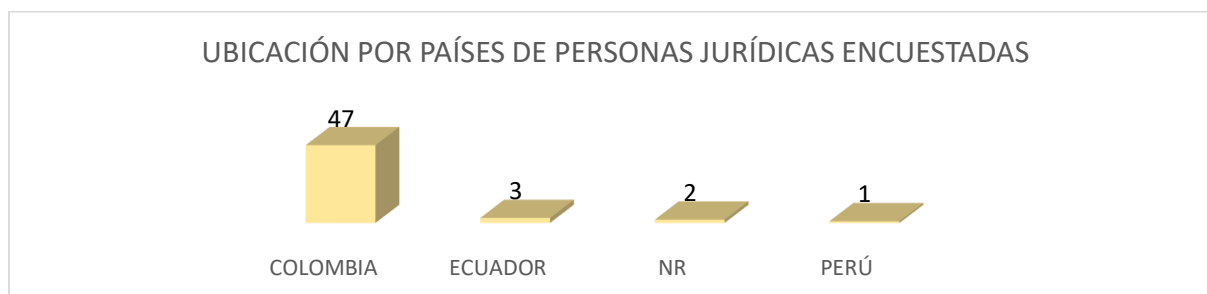 UBICACIÓN POR PAÍSES DE PERSONAS JURÍDICAS ENCUESTADAS
47
3
2
1
COLOMBIA ECUADOR NR PERÚ